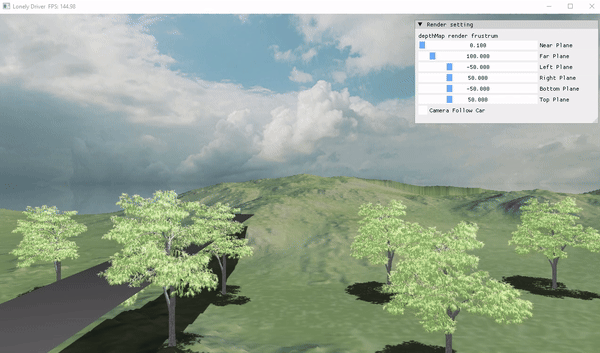 Lonely Driver FPS: 144.98
Render setting
depthMap render frustrum
0.100 Near Plane
100.000 Far Plane
-50.000 Left Plane
50.000 Right Plane
-50.000 Bottom Plane
50.000 Top Plane
Camera Follow Car